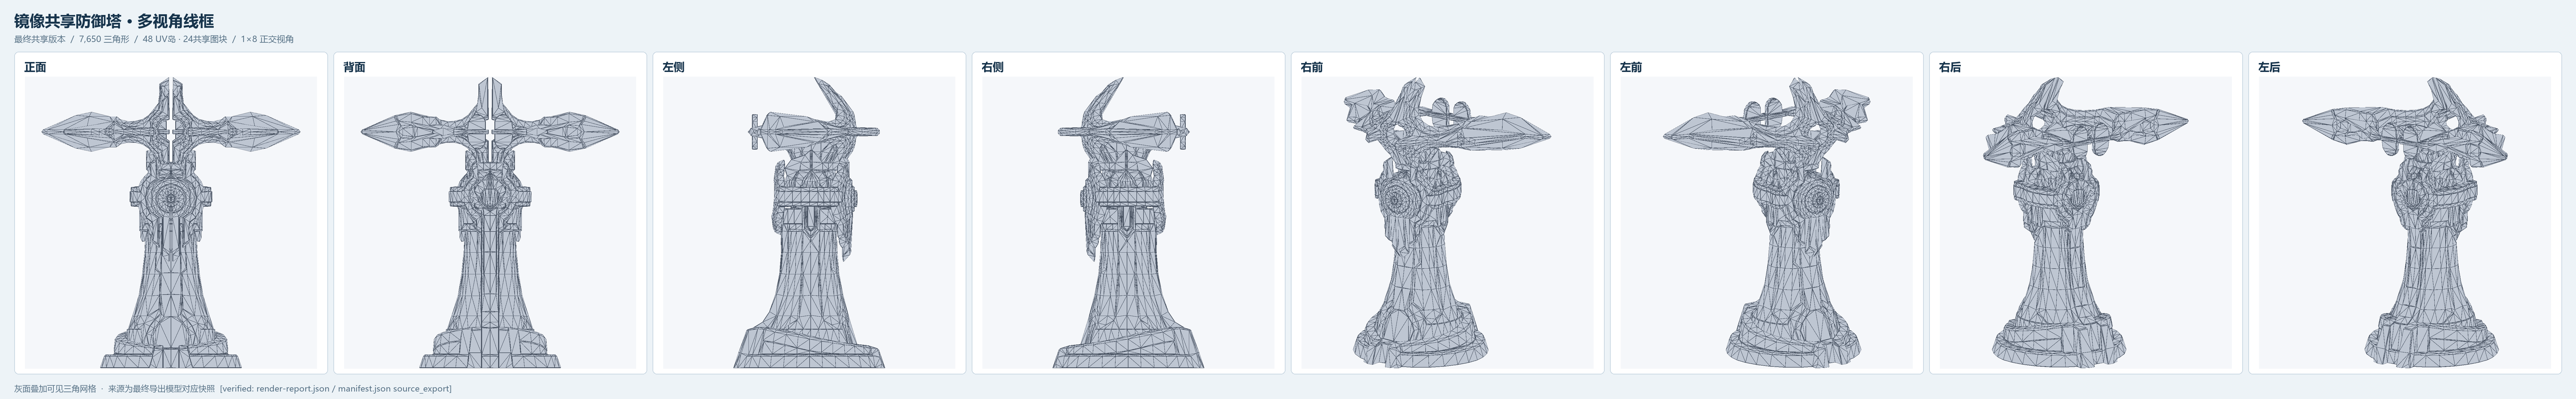 镜像共享防御塔 • 多视角线框
最终共享版本 / 7,650 三角形 / 48 UV岛 · 24共享图块 / 1×8 正交视角
正面
背面
左侧
右侧
右前
左前
右后
左后
灰面叠加可见三角网格 · 来源为最终导出模型对应快照 [verified: render-report.json / manifest.json source_export]